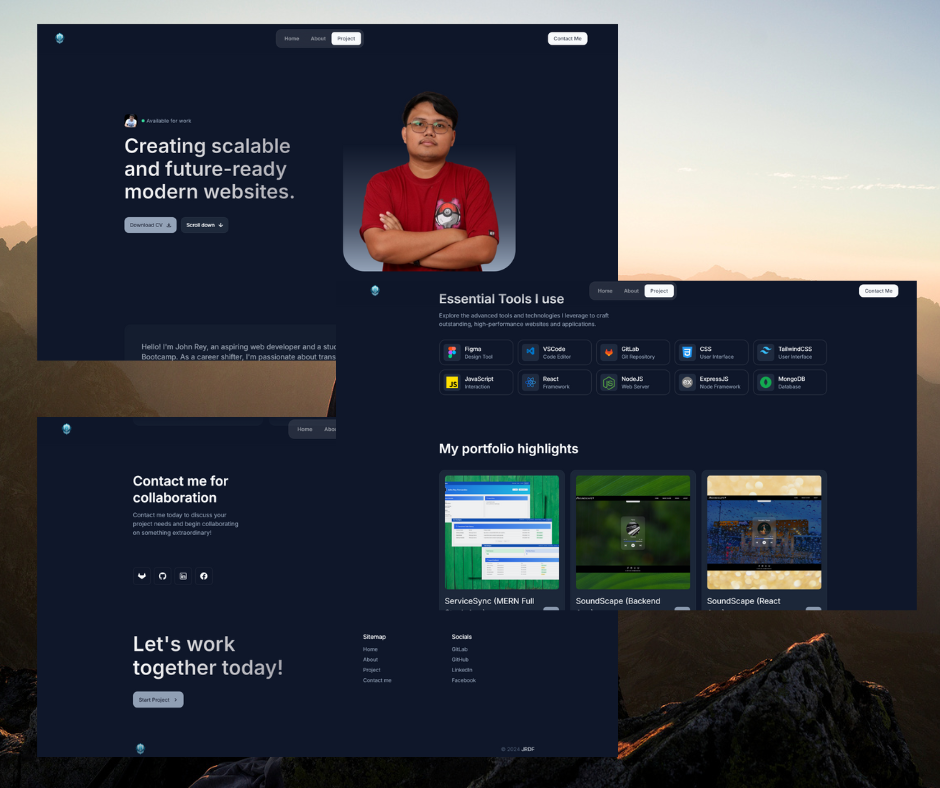 Home About Project
Contact Me
Available for work
Creating scalable
and future-ready
modern websites.
Download CV
Scroll down
Hello! I'm John Rey, an aspiring web developer and a stu
Bootcamp. As a career shifter, I'm passionate about trans
Home About Project
Contact Me
Essential Tools I use
Explore the advanced tools and technologies I leverage to craft
outstanding, high-performance websites and applications.
Figma
Design Tool
VSCode
Code Editor
GitLab
Git Repository
CSS
User Interface
TailwindCSS
User Interface
JS
JavaScript
Interaction
React
Framework
NodeJS
Web Server
ex
ExpressJS
Node Framework
MongoDB
Database
My portfolio highlights
ServiceSync (MERN Full
SoundScape (Backend
SoundScape (React
Home Abou
Contact me for
collaboration
Contact me today to discuss your
project needs and begin collaborating
on something extraordinary!
Let's work
together today!
Start Project
Sitemap
Home
About
Project
Contact me
Socials
GitLab
GitHub
LinkedIn
Facebook
© 2024 JRDF